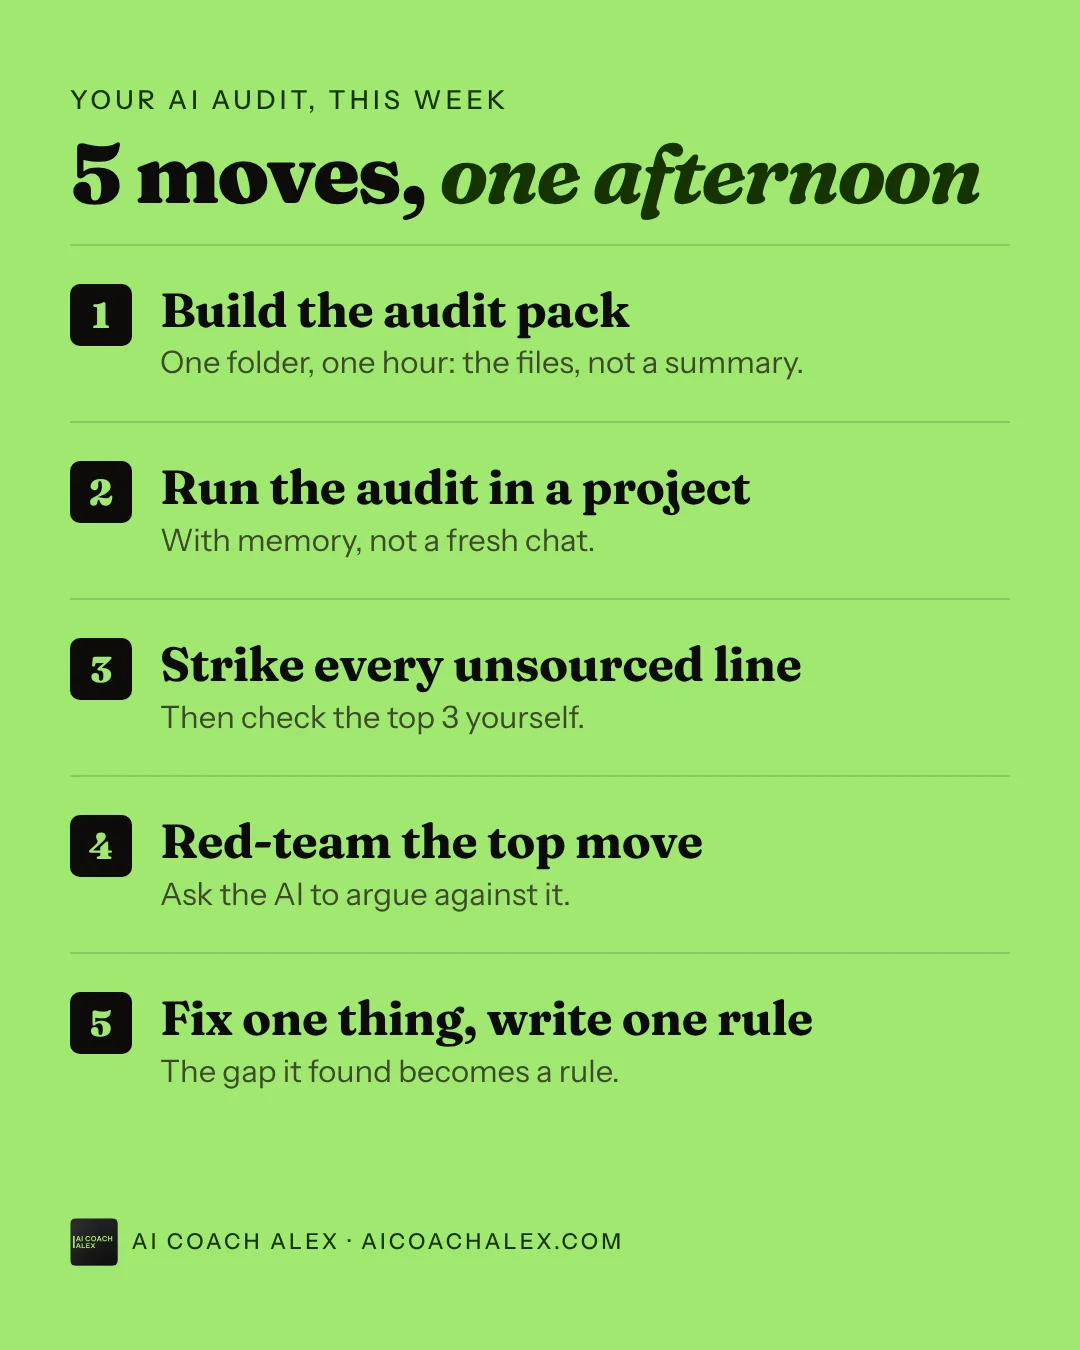 YOUR AI AUDIT, THIS WEEK
5 moves, one afternoon
1
Build the audit pack
One folder, one hour: the files, not a summary.
2
Run the audit in a project
With memory, not a fresh chat.
3
Strike every unsourced line
Then check the top 3 yourself.
4
Red-team the top move
Ask the AI to argue against it.
5
Fix one thing, write one rule
The gap it found becomes a rule.
AI COACH
ALEX
AI COACH ALEX · AICOACHALEX.COM